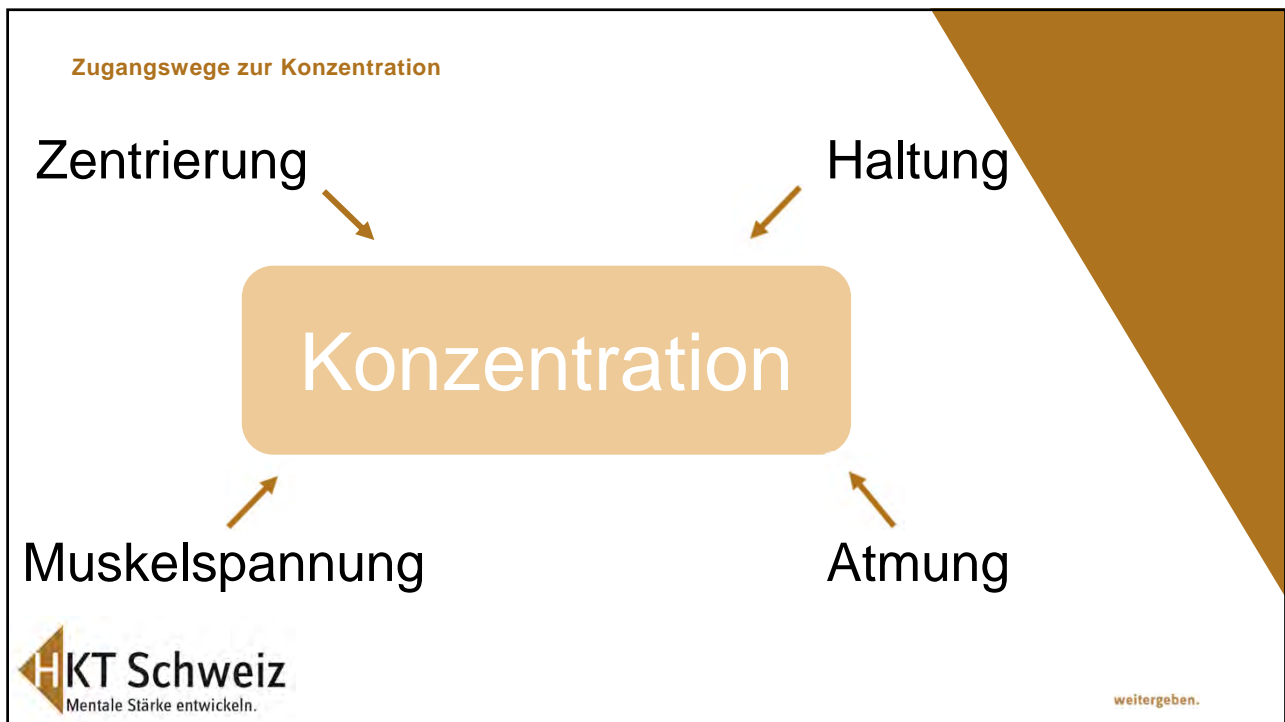 Zugangswege zur Konzentration
Zentrierung
Haltung
Konzentration
Muskelspannung
Atmung
HKT Schweiz
Mentale Stärke entwickeln.
weitergeben.